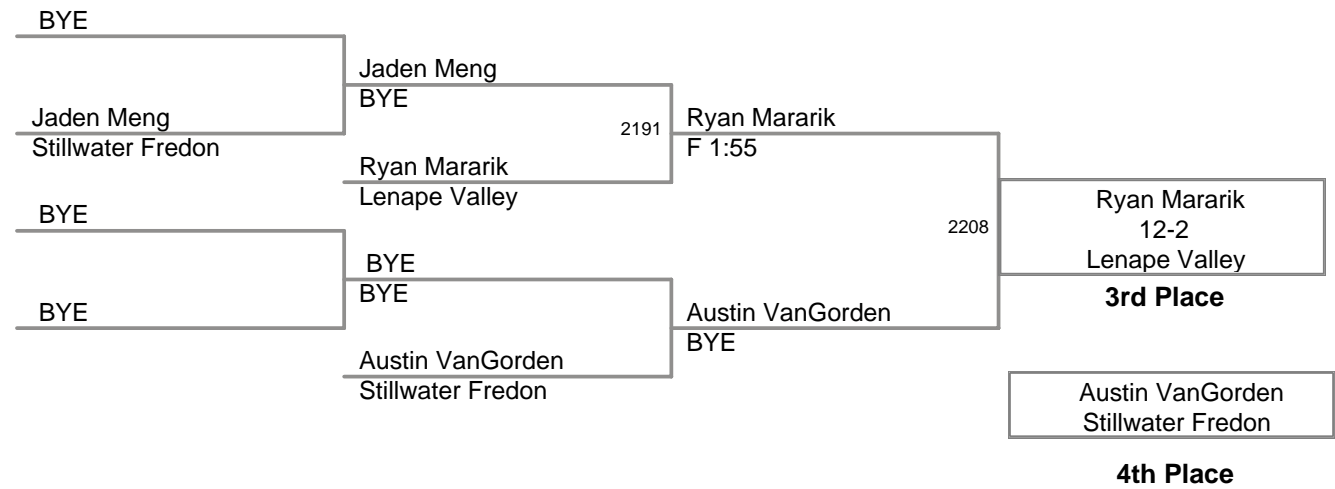 BYE
Jaden Meng
BYE
Jaden Meng
Stillwater Fredon
2191
Ryan Mararik
F 1:55
Ryan Mararik
Lenape Valley
BYE
2208
Ryan Mararik
12-2
Lenape Valley
3rd Place
BYE
BYE
BYE
Austin VanGorden
BYE
Austin VanGorden
Stillwater Fredon
Austin VanGorden
Stillwater Fredon
4th Place